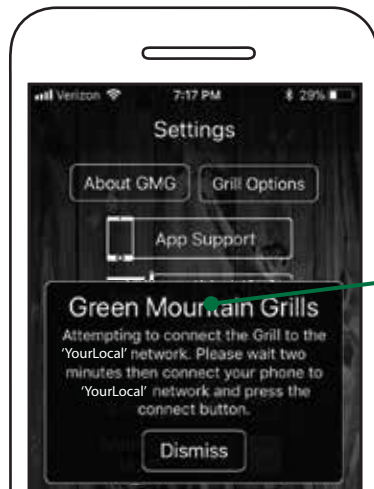 Verizon 7:17 PM 29%
Settings
About GMG Grill Options
App Support
Green Mountain Grills
Attempting to connect the Grill to the
'YourLocal' network. Please wait two
minutes then connect your phone to
'YourLocal' network and press the
connect button.
Dismiss